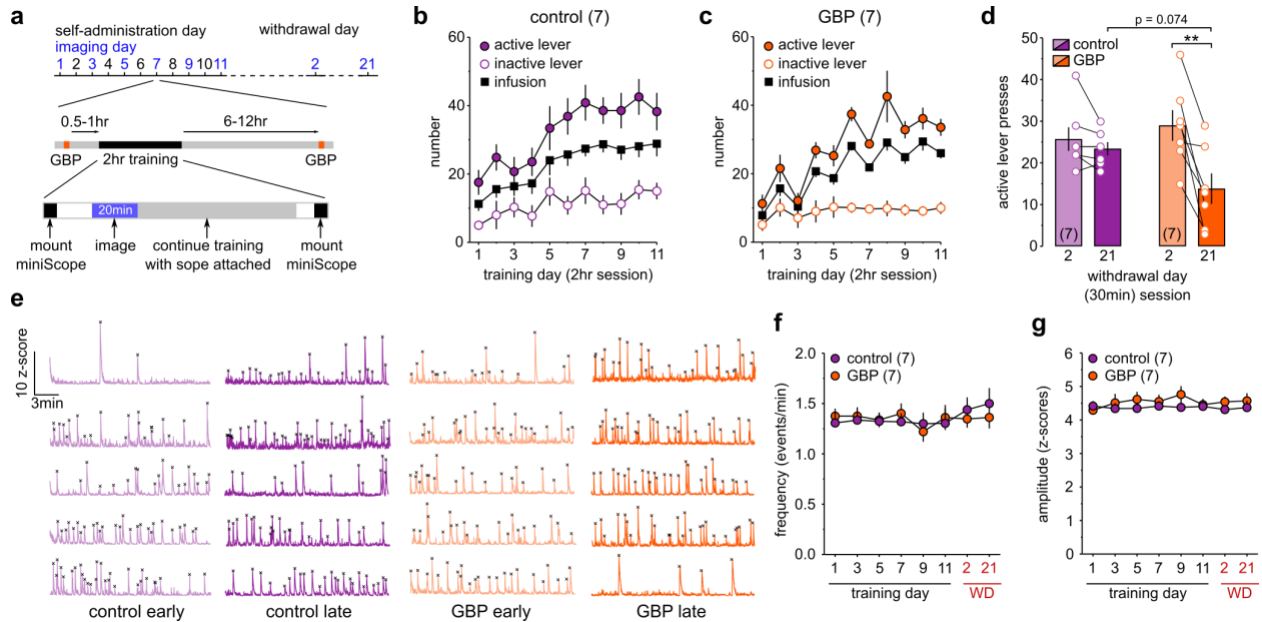 a
self-administration day
withdrawal day
imaging day
1 2 3 4 5 6 7 8 9 10 11
2 21
0.5-1hr
6-12hr
GBP
2hr training
GBP
20min
mount
miniScope
image
continue training
with sope attached
mount
miniScope
b
control (7)
active lever
inactive lever
infusion
number
60
40
20
0
1 3 5 7 9 11
training day (2hr session)
c
GBP (7)
active lever
inactive lever
infusion
number
60
40
20
0
1 3 5 7 9 11
training day (2hr session)
d
p = 0.074
**
control
GBP
active lever presses
50
40
30
20
10
0
(7)
(7)
2 21 2 21
withdrawal day
(30min) session
e
10 z-score
3min
control early
control late
GBP early
GBP late
f
control (7)
GBP (7)
frequency (events/min)
2.0
1.5
1.0
0.5
0.0
1 3 5 7 9 11 2 21
training day
WD
g
control (7)
GBP (7)
amplitude (z-scores)
6
5
4
3
2
1
0
1 3 5 7 9 11 2 21
training day
WD